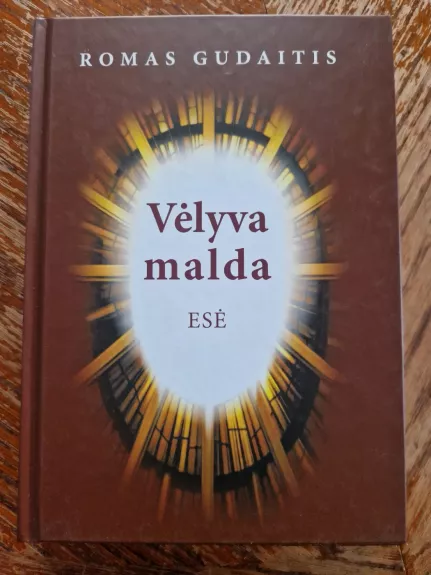 ROMAS GUDAITIS
Vėlyva
malda
ESĖ